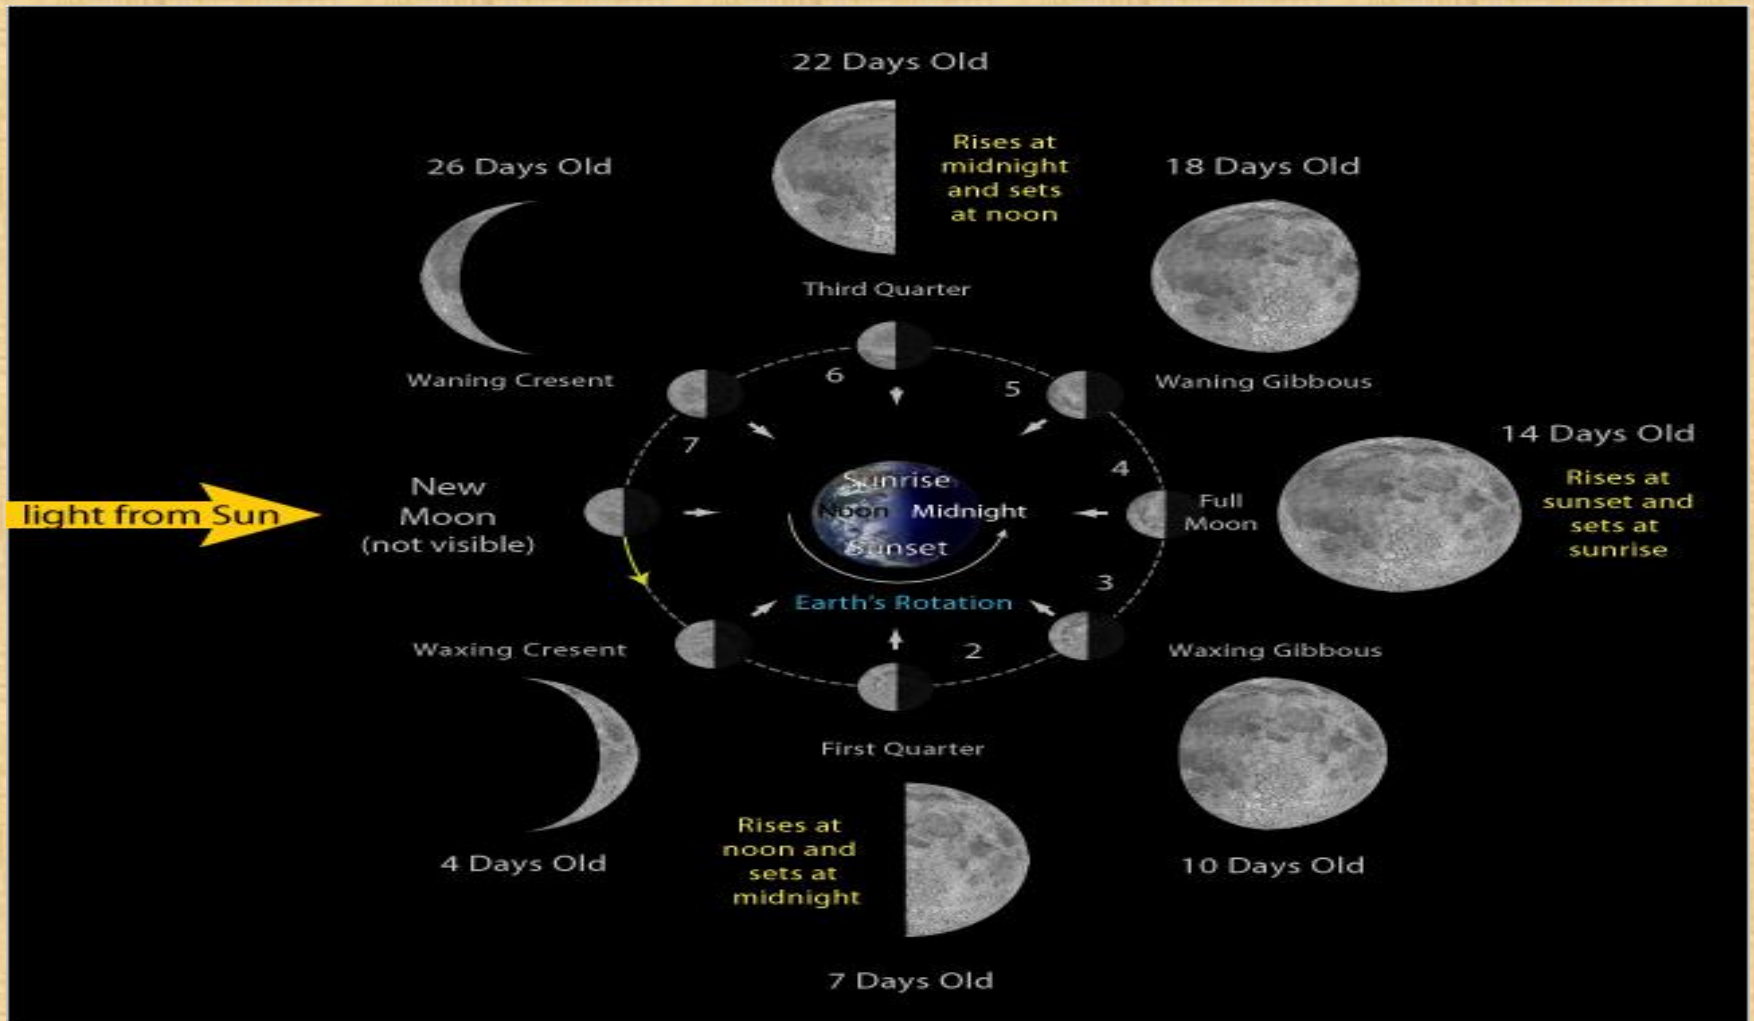 22 Days Old
Rises at
midnight
and sets
at noon
26 Days Old
18 Days Old
Third Quarter
Waning Cresent
6
5
Waning Gibbous
14 Days Old
7
4
Rises at
sunset and
sets at
sunrise
light from Sun
New
Moon
(not visible)
Sunrise
Noon Midnight
Sunset
Full
Moon
Earth's Rotation
3
Waxing Cresent
2
Waxing Gibbous
First Quarter
Rises at
noon and
sets at
midnight
4 Days Old
10 Days Old
7 Days Old